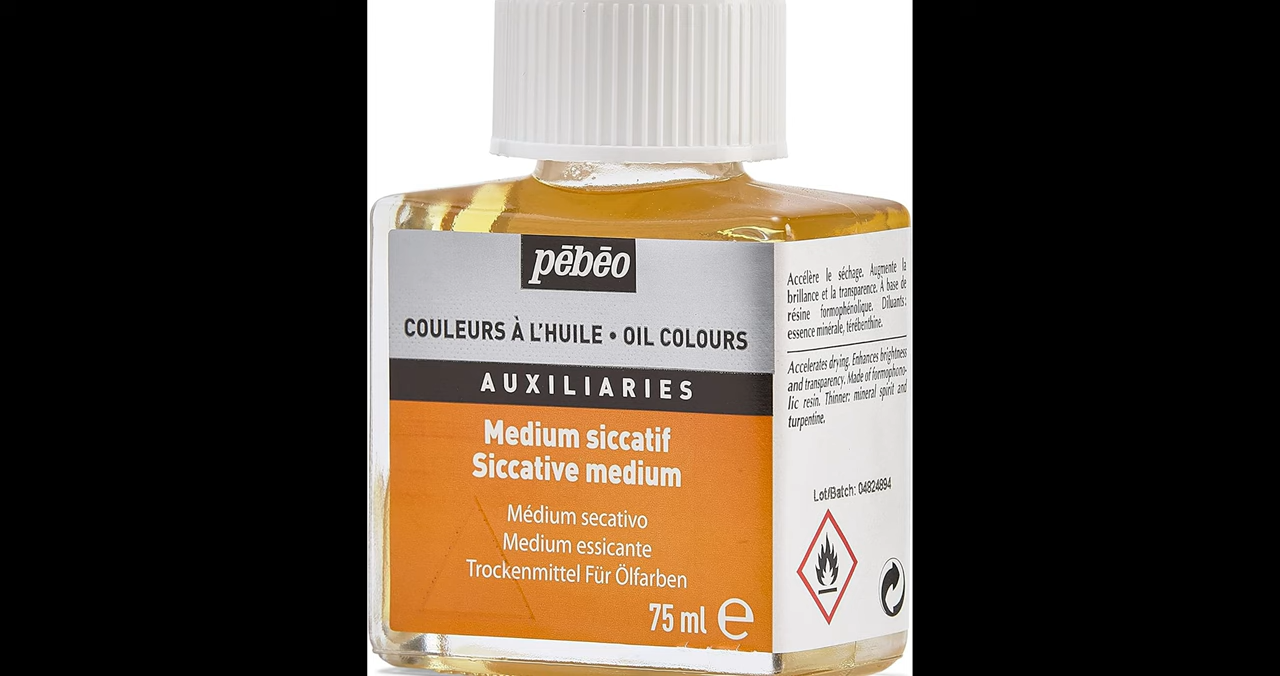 pēbēo
COULEURS À L'HUILE • OIL COLOURS
AUXILIARIES
Medium siccatif
Siccative medium
Médium secativo
Medium essicante
Trockenmittel Für Ölfarben
75 ml e
Accélère le séchage. Augmente la
brillance et la transparence. À base de
résine formophénolique. Diluants :
essence minérale, térébenthine.
Accelerates drying. Enhances brightness
and transparency. Made of formopheno-
lic resin. Thinner: mineral spirit and
turpentine.
Lot/Batch: 04824894